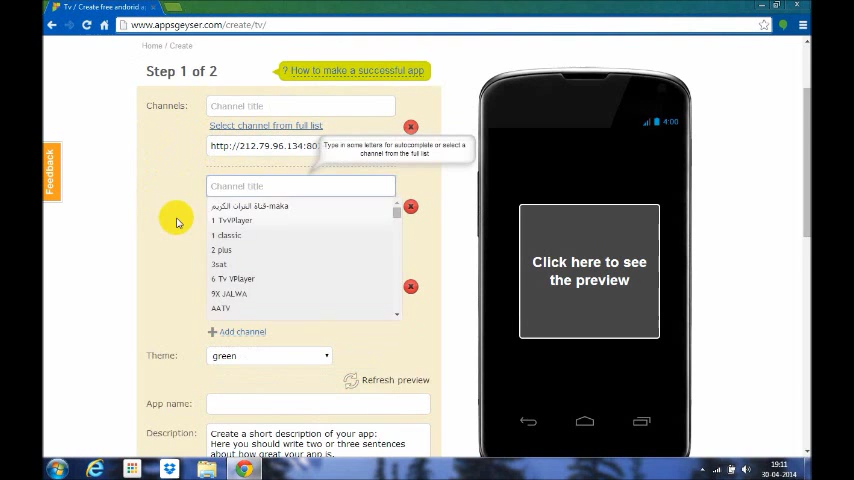 Tv / Create free andorid a
www.appsgeyser.com/create/tv/
Home / Create
Step 1 of 2
? How to make a successful app
Channels:
Channel title
Select channel from full list
http://212.79.96.134:80
Type in some letters for autocomplete or select a
channel from the full list
Channel title
قناة القران الكريم-maka
1 TvVPlayer
1 classic
2 plus
3sat
6 Tv VPlayer
9X JALWA
AATV
Add channel
Theme:
green
Refresh preview
App name:
Description:
Create a short description of your app:
Here you should write two or three sentences
about how great your app is.
Feedback
4:00
Click here to see
the preview
19:11
30-04-2014